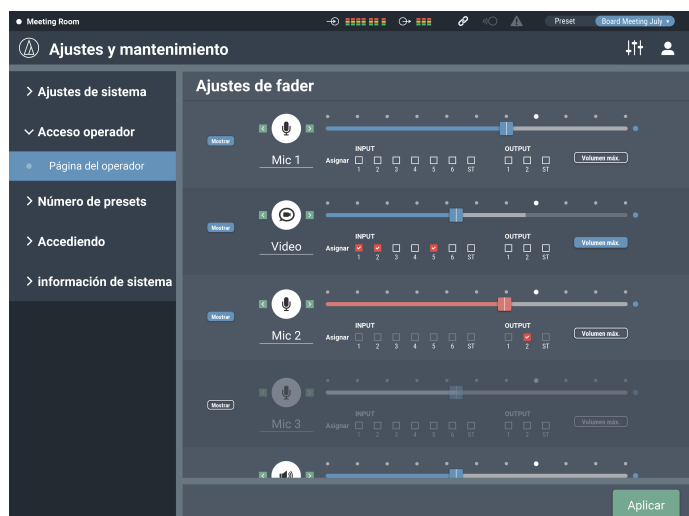 Meeting Room
Preset
Board Meeting July
Ajustes y mantenimiento
Ajustes de sistema
Acceso operador
Página del operador
Número de presets
Accediendo
información de sistema
Ajustes de fader
Mostrar
Mic 1
Asignar
INPUT
1 2 3 4 5 6 ST
OUTPUT
1 2 ST
Volumen máx.
Mostrar
Video
Asignar
INPUT
1 2 3 4 5 6 ST
OUTPUT
1 2 ST
Volumen máx.
Mostrar
Mic 2
Asignar
INPUT
1 2 3 4 5 6 ST
OUTPUT
1 2 ST
Volumen máx.
Mostrar
Mic 3
Asignar
INPUT
1 2 3 4 5 6 ST
OUTPUT
1 2 ST
Volumen máx.
Aplicar